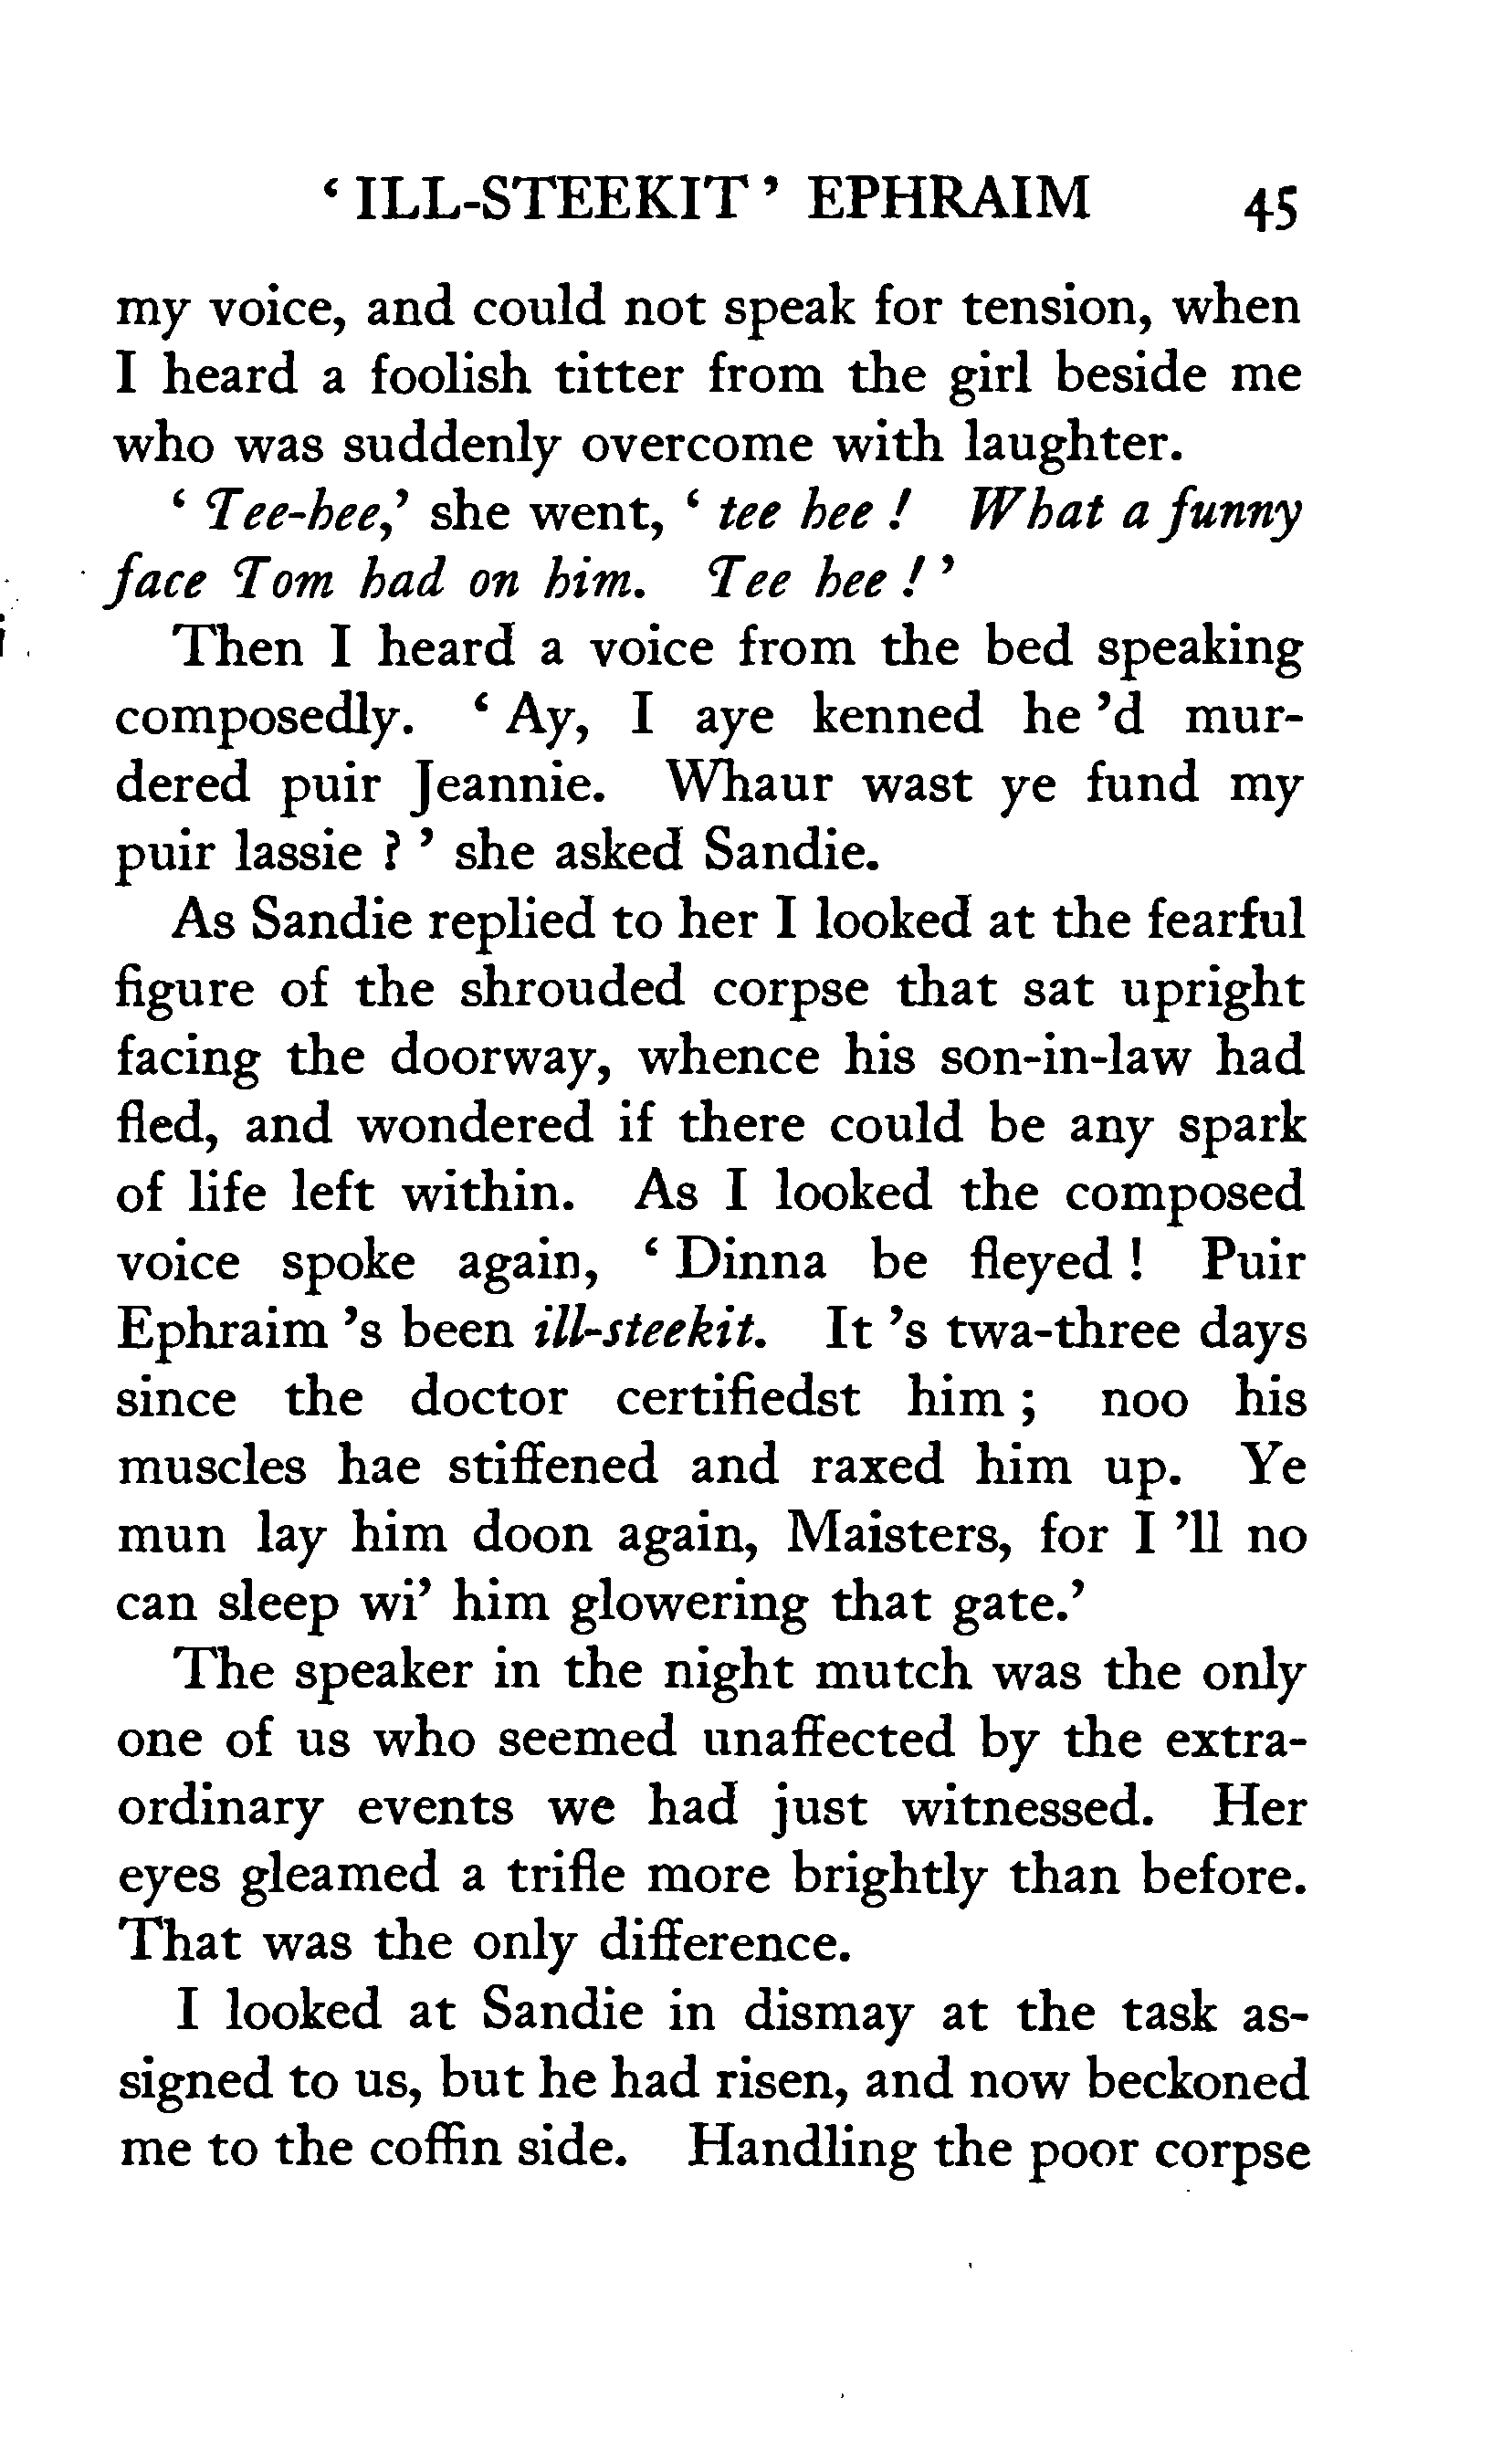 ‘ ILL-STEEKIT ’ EPHRAIM 45
my voice, and could not speak for tension, when
I heard a foolish titter from the girl beside me
who was suddenly overcome with laughter.
‘ Tee-hee,’ she went, ‘ tee hee ! What a funny
face Tom had on him. Tee hee ! ’
Then I heard a voice from the bed speaking
composedly. ‘ Ay, I aye kenned he ’d mur-
dered puir Jeannie. Whaur wast ye fund my
puir lassie ? ’ she asked Sandie.
As Sandie replied to her I looked at the fearful
figure of the shrouded corpse that sat upright
facing the doorway, whence his son-in-law had
fled, and wondered if there could be any spark
of life left within. As I looked the composed
voice spoke again, ‘ Dinna be fleyed ! Puir
Ephraim ’s been ill-steekit. It ’s twa-three days
since the doctor certifiedst him ; noo his
muscles hae stiffened and raxed him up. Ye
mun lay him doon again, Maisters, for I ’ll no
can sleep wi’ him glowering that gate.’
The speaker in the night mutch was the only
one of us who seemed unaffected by the extra-
ordinary events we had just witnessed. Her
eyes gleamed a trifle more brightly than before.
That was the only difference.
I looked at Sandie in dismay at the task as-
signed to us, but he had risen, and now beckoned
me to the coffin side. Handling the poor corpse